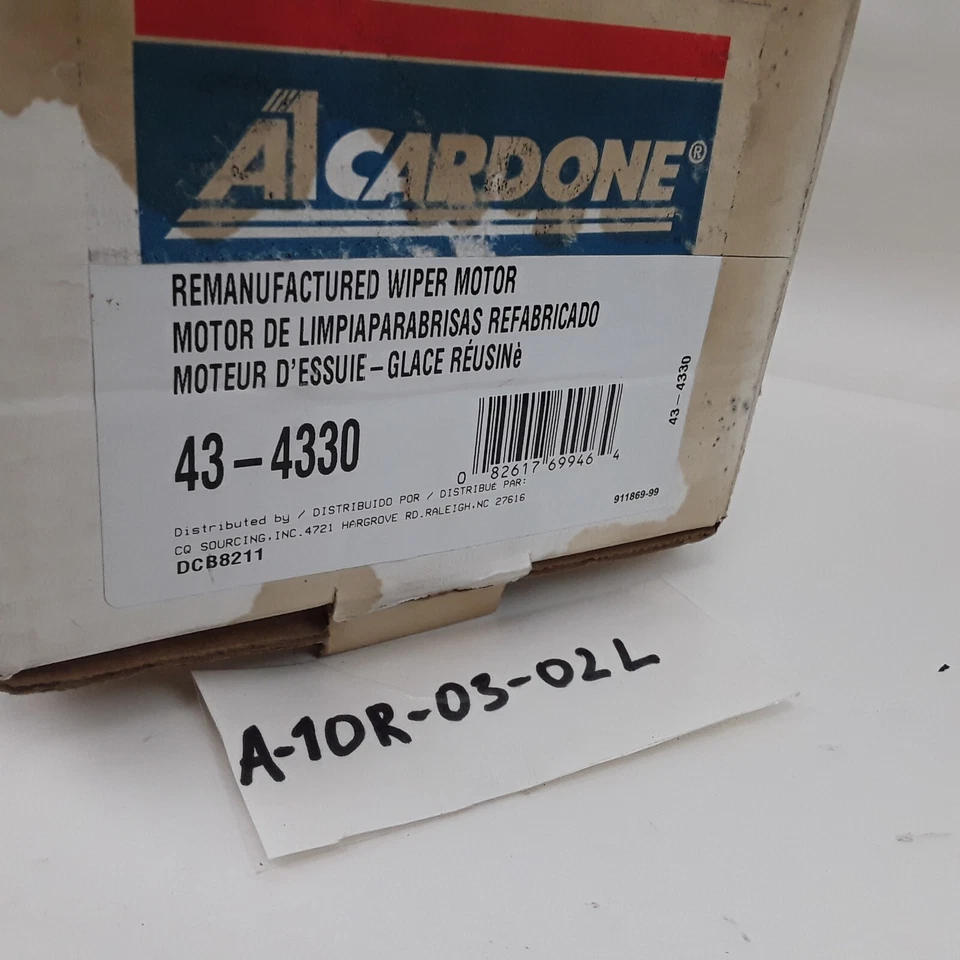 A1 CARDONE®
REMANUFACTURED WIPER MOTOR
MOTOR DE LIMPIAPARABRISAS REFABRICADO
MOTEUR D'ESSUIE-GLACE RÉUSINè
43-4330
43-4330
0 82617 69946 4
911869-99
Distributed by / DISTRIBUIDO POR / DISTRIBUÉ PAR:
CQ SOURCING,INC.4721 HARGROVE RD.RALEIGH,NC 27616
DCB8211
A-10R-03-02L